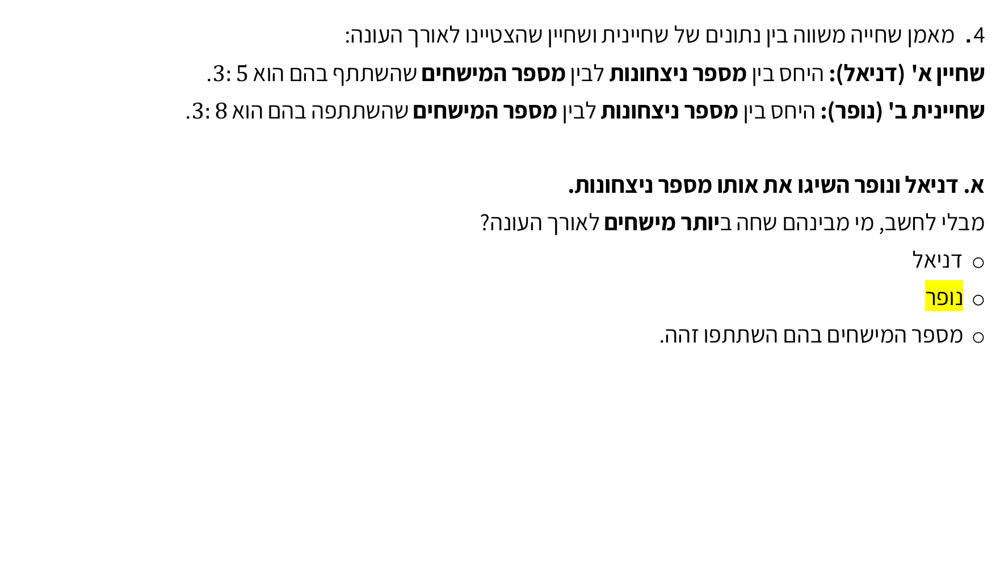 4. מאמן שחייה משווה בין נתונים של שחיינית ושחיין שהצטיינו לאורך העונה:
שחיין א' (דניאל): היחס בין מספר ניצחונות לבין מספר המישחים שהשתתף בהם הוא 3: 5.
שחיינית ב' (נופר): היחס בין מספר ניצחונות לבין מספר המישחים שהשתתפה בהם הוא 3: 8.
א. דניאל ונופר השיגו את אותו מספר ניצחונות.
מבלי לחשב, מי מבינהם שחה ביותר מישחים לאורך העונה?
○ דניאל
○ נופר
○ מספר המישחים בהם השתתפו זהה.